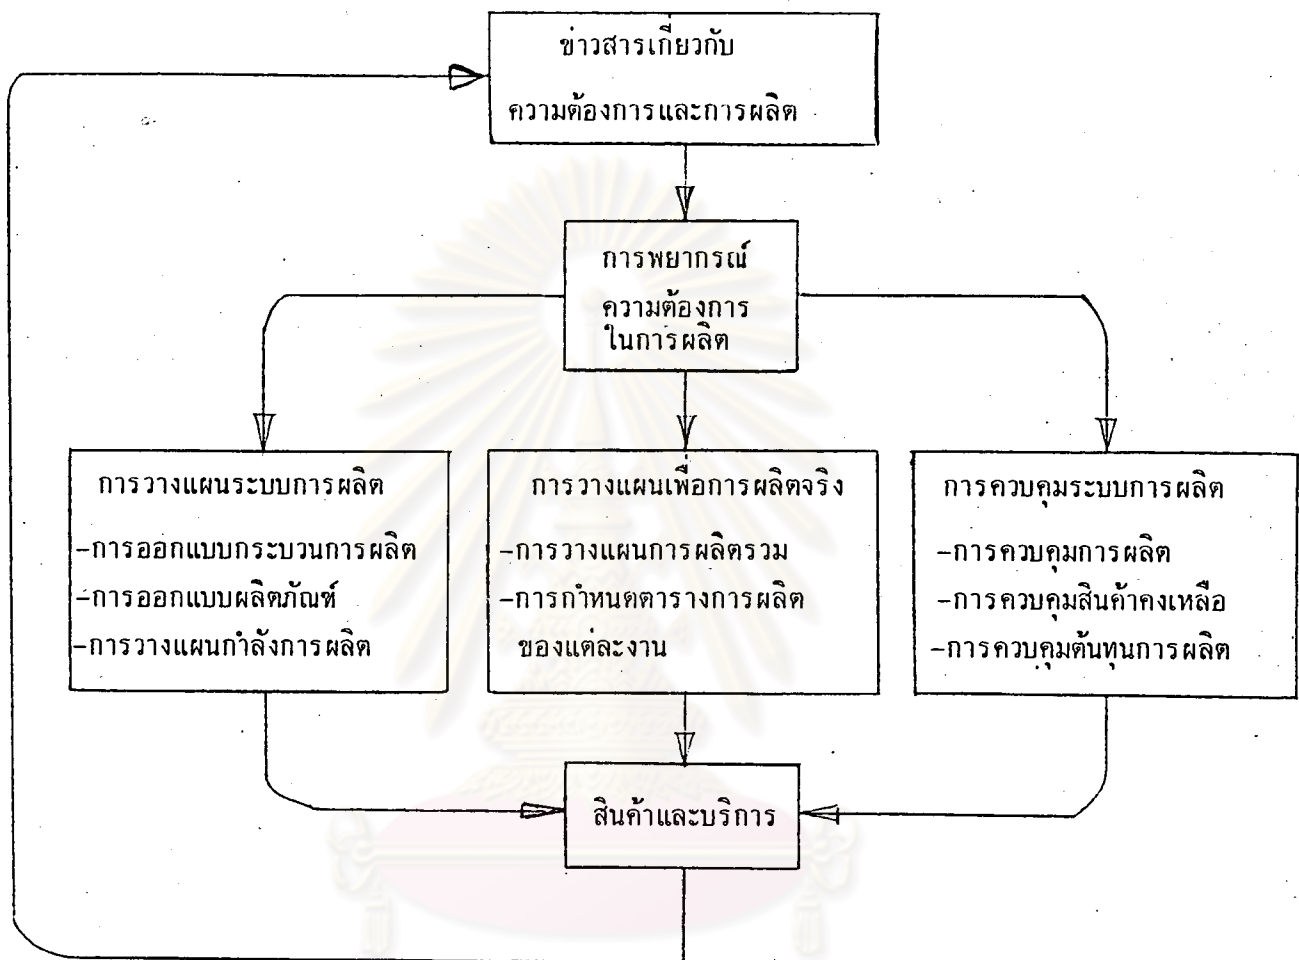 ข่าวสารเกี่ยวกับ
ความต้องการและการผลิต
การพยากรณ์
ความต้องการ
ในการผลิต
การวางแผนระบบการผลิต
-การออกแบบกระบวนการผลิต
-การออกแบบผลิตภัณฑ์
-การวางแผนกำลังการผลิต
การวางแผนเพื่อการผลิตจริง
-การวางแผนการผลิตรวม
-การกำหนดตารางการผลิต
ของแต่ละงาน
การควบคุมระบบการผลิต
-การควบคุมการผลิต
-การควบคุมสินค้าคงเหลือ
-การควบคุมต้นทุนการผลิต
สินค้าและบริการ